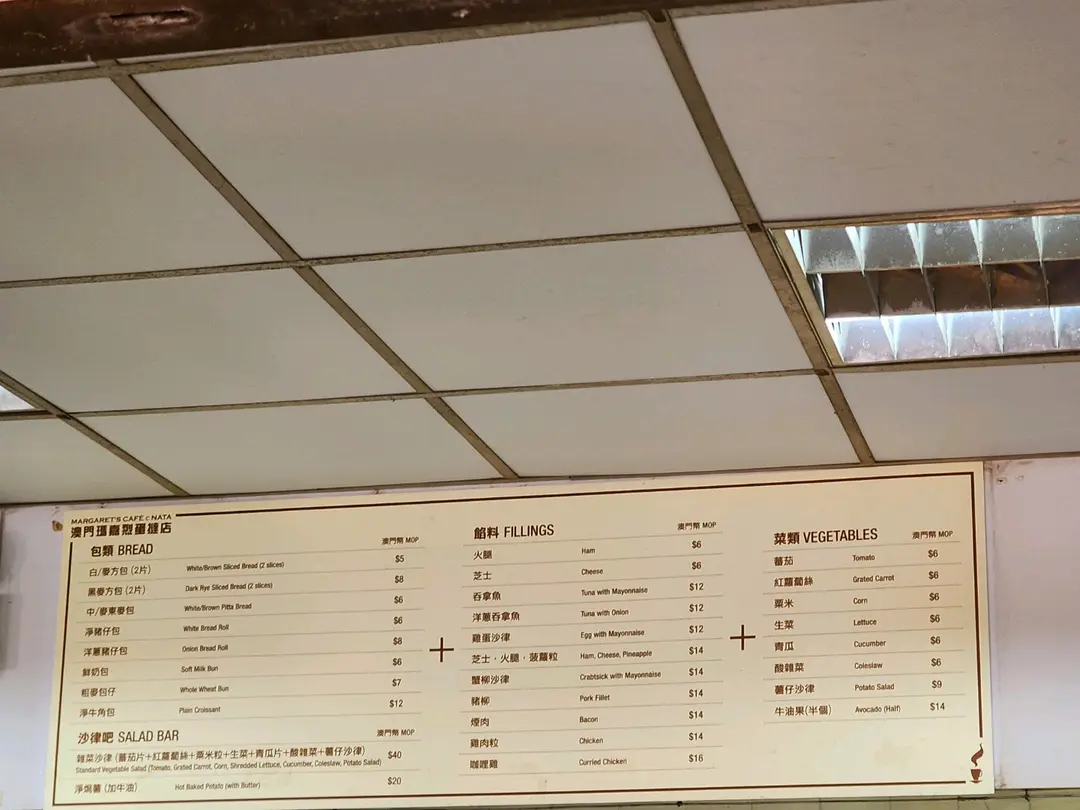 MARGARET'S CAFÉ e NATA
澳門瑪嘉烈蛋撻店
包類 BREAD 澳門幣 MOP
白/麥方包 (2片) White/Brown Sliced Bread (2 slices) $5
黑麥方包 (2片) Dark Rye Sliced Bread (2 slices) $8
中/麥東麥包 White/Brown Pitta Bread $6
淨豬仔包 White Bread Roll $6
洋蔥豬仔包 Onion Bread Roll $8
鮮奶包 Soft Milk Bun $6
粗麥包仔 Whole Wheat Bun $7
淨牛角包 Plain Croissant $12
沙律吧 SALAD BAR 澳門幣 MOP
雜菜沙律 (蕃茄片+紅蘿蔔絲+粟米粒+生菜+青瓜片+酸雜菜+薯仔沙律) $40
Standard Vegetable Salad (Tomato, Grated Carrot, Corn, Shredded Lettuce, Cucumber, Coleslaw, Potato Salad)
淨焗薯 (加牛油) Hot Baked Potato (with Butter) $20
+
餡料 FILLINGS 澳門幣 MOP
火腿 Ham $6
芝士 Cheese $6
吞拿魚 Tuna with Mayonnaise $12
洋蔥吞拿魚 Tuna with Onion $12
雞蛋沙律 Egg with Mayonnaise $12
芝士，火腿，菠蘿粒 Ham, Cheese, Pineapple $14
蟹柳沙律 Crabstick with Mayonnaise $14
豬柳 Pork Fillet $14
煙肉 Bacon $14
雞肉粒 Chicken $14
咖喱雞 Curried Chicken $16
+
菜類 VEGETABLES 澳門幣 MOP
蕃茄 Tomato $6
紅蘿蔔絲 Grated Carrot $6
粟米 Corn $6
生菜 Lettuce $6
青瓜 Cucumber $6
酸雜菜 Coleslaw $6
薯仔沙律 Potato Salad $9
牛油果(半個) Avocado (Half) $14